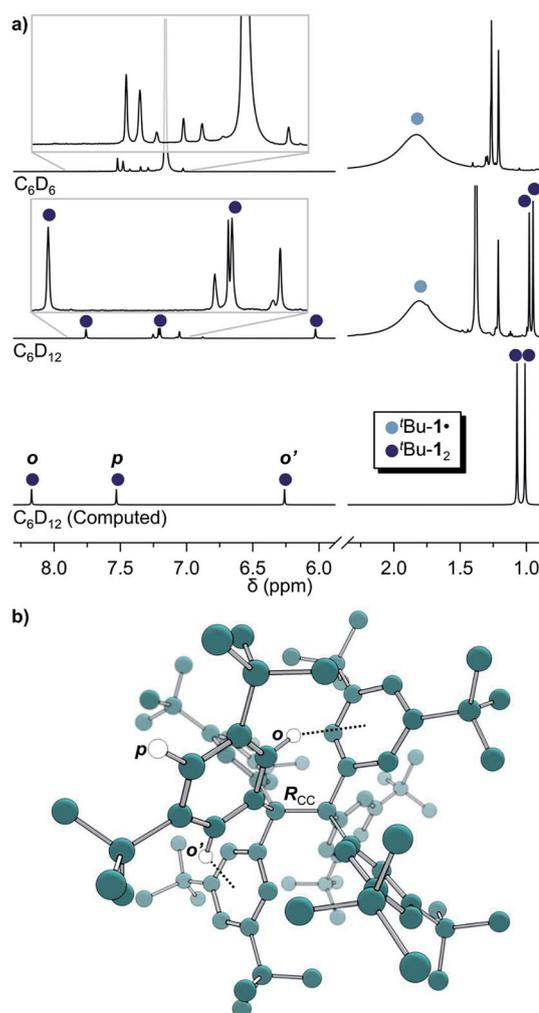 a)
C₆D₆
C₆D₁₂
ᵗBu-1•
ᵗBu-1₂
o p o'
C₆D₁₂ (Computed)
8.0 7.5 7.0 6.5 6.0 2.0 1.5 1.0
δ (ppm)
b)
o
p
R_CC
o'